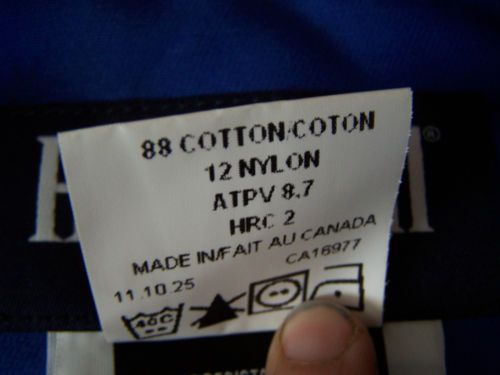 88 COTTON/COTON
12 NYLON
ATPV 8.7
HRC 2
MADE IN/FAIT AU CANADA
CA16977
11.10.25
40C